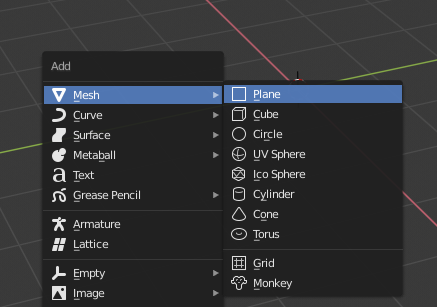 Add
Mesh
Curve
Surface
Metaball
Text
Grease Pencil
Armature
Lattice
Empty
Image
Plane
Cube
Circle
UV Sphere
Ico Sphere
Cylinder
Cone
Torus
Grid
Monkey